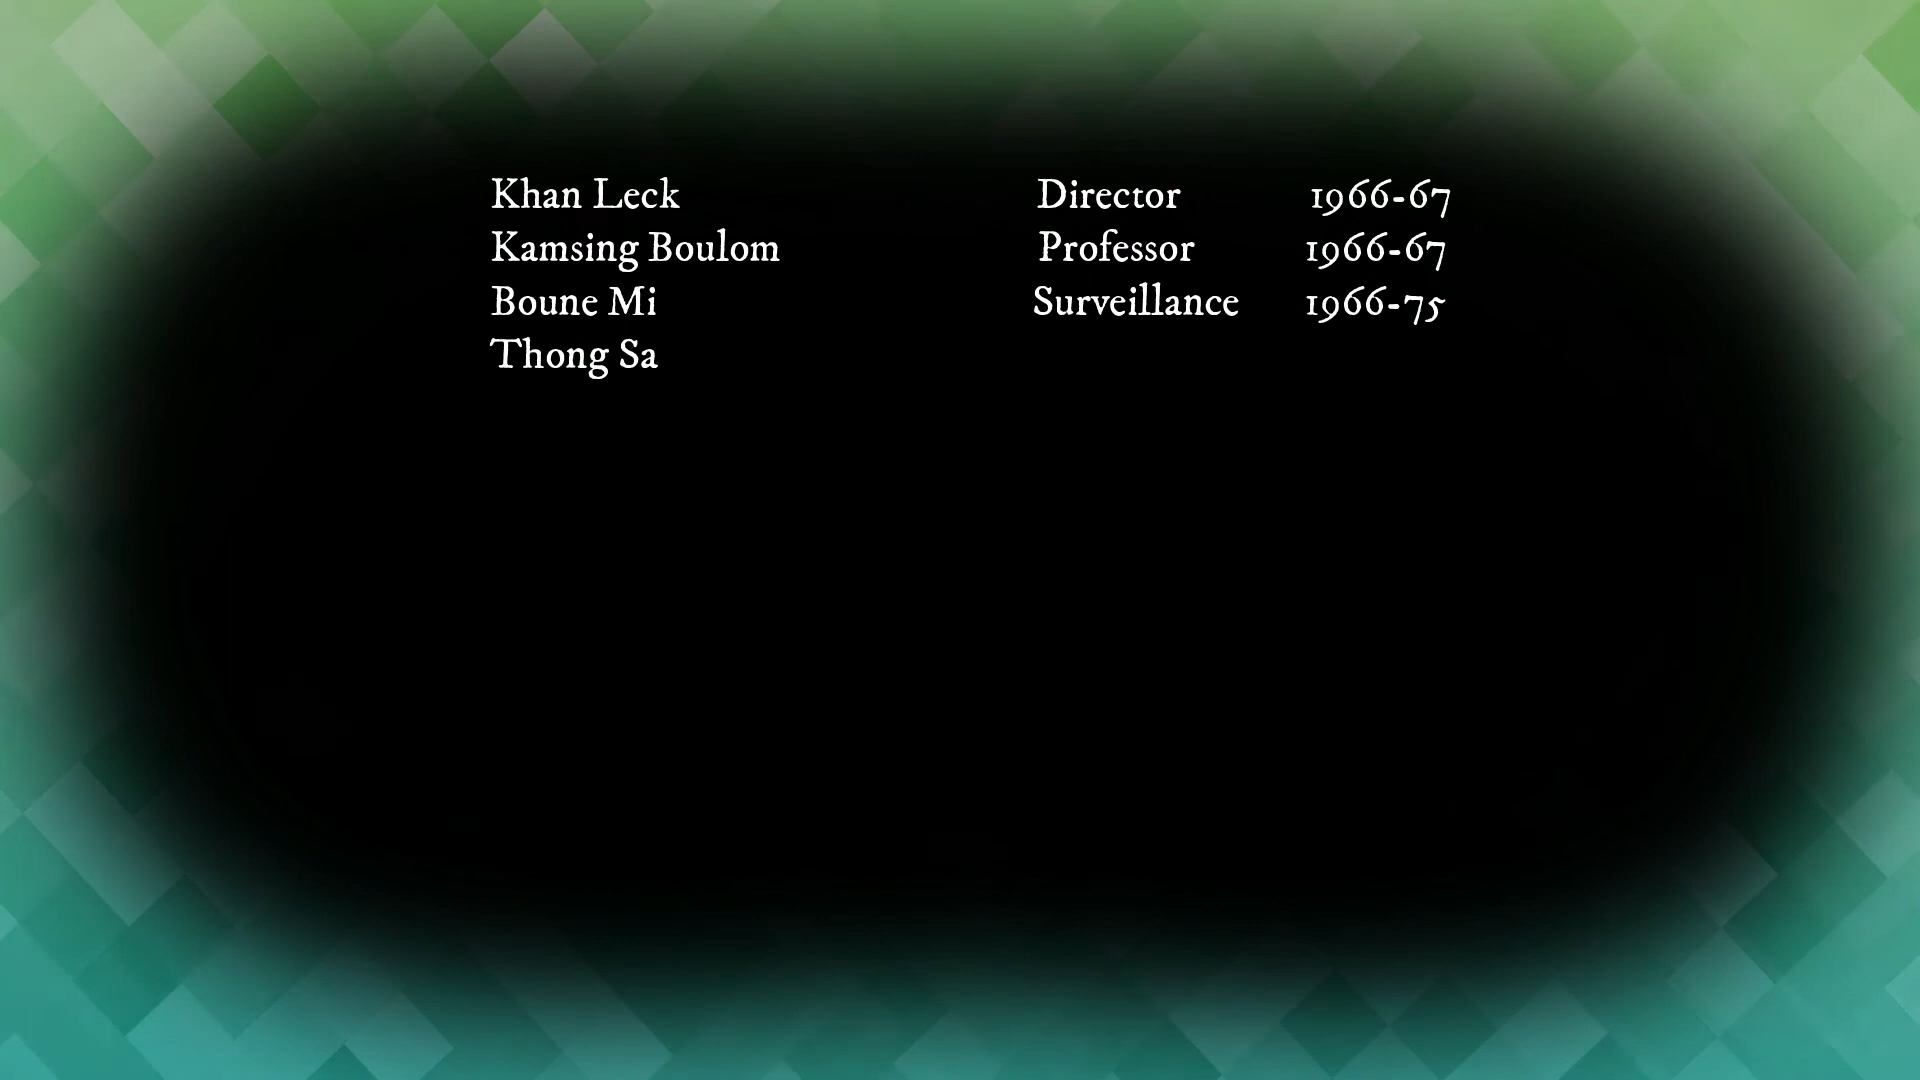 Khan Leck Director 1966-67
Kamsing Boulom Professor 1966-67
Boune Mi Surveillance 1966-75
Thong Sa